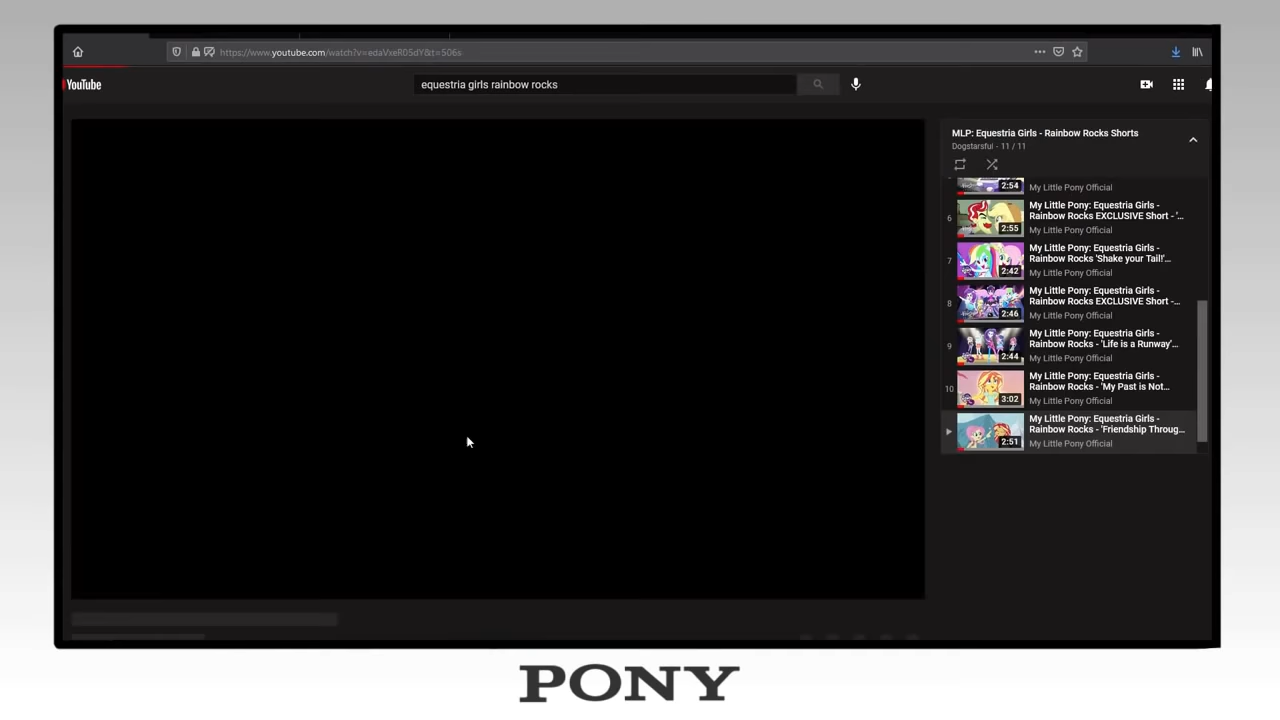 https://www.youtube.com/watch?v=edaVxeR05dY&t=506s
YouTube
equestria girls rainbow rocks
MLP: Equestria Girls - Rainbow Rocks Shorts
Dogstarsful - 11 / 11
2:54
My Little Pony Official
6
2:55
My Little Pony: Equestria Girls -
Rainbow Rocks EXCLUSIVE Short - '...
My Little Pony Official
7
2:42
My Little Pony: Equestria Girls -
Rainbow Rocks 'Shake your Tail!'...
My Little Pony Official
8
2:46
My Little Pony: Equestria Girls -
Rainbow Rocks EXCLUSIVE Short -...
My Little Pony Official
9
2:44
My Little Pony: Equestria Girls -
Rainbow Rocks - 'Life is a Runway'...
My Little Pony Official
10
3:02
My Little Pony: Equestria Girls -
Rainbow Rocks - 'My Past is Not...
My Little Pony Official
2:51
My Little Pony: Equestria Girls -
Rainbow Rocks - 'Friendship Throug...
My Little Pony Official
PONY